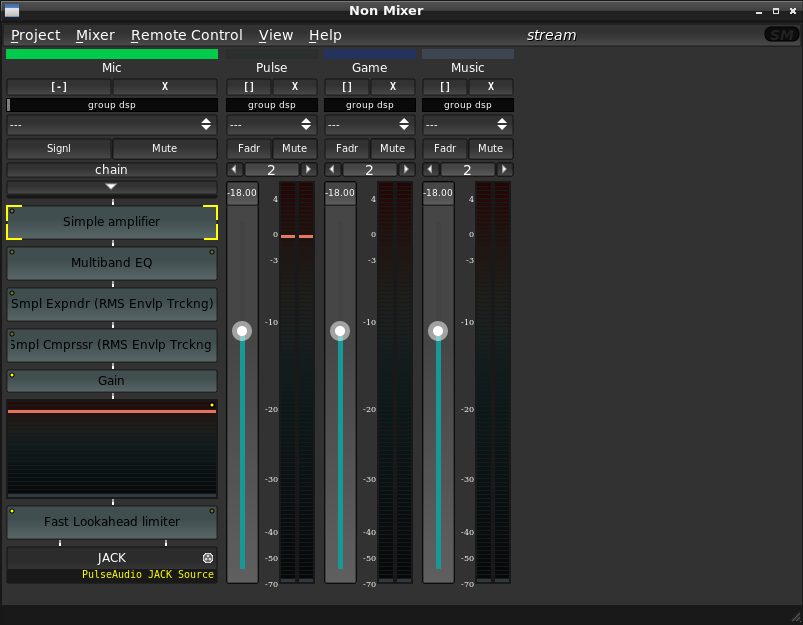 Non Mixer
Project Mixer Remote Control View Help stream SM
Mic Pulse Game Music
[-] X [] X [] X [] X
group dsp group dsp group dsp group dsp
--- --- --- ---
Signl Mute Fadr Mute Fadr Mute Fadr Mute
chain 2 2 2
-18.00 -18.00 -18.00
4 4 4
Simple amplifier
0 0 0
-3 -3 -3
Multiband EQ
Smpl Expndr (RMS Envlp Trckng)
-10 -10 -10
Smpl Cmprssr (RMS Envlp Trckng
Gain
-20 -20 -20
-30 -30 -30
Fast Lookahead limiter
-40 -40 -40
JACK
-50 -50 -50
PulseAudio JACK Source
-70 -70 -70